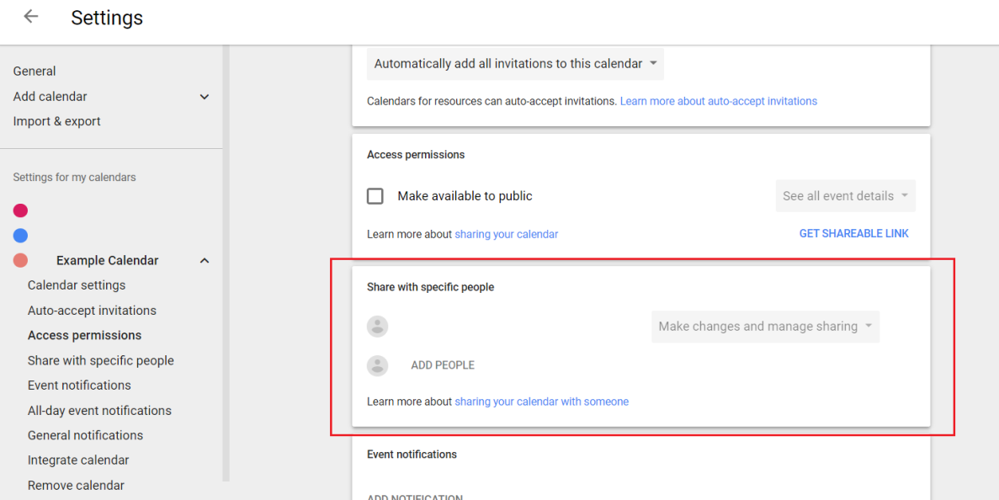 Settings
General
Add calendar
Import & export
Settings for my calendars
Example Calendar
Calendar settings
Auto-accept invitations
Access permissions
Share with specific people
Event notifications
All-day event notifications
General notifications
Integrate calendar
Remove calendar
Automatically add all invitations to this calendar
Calendars for resources can auto-accept invitations. Learn more about auto-accept invitations
Access permissions
Make available to public
See all event details
Learn more about sharing your calendar
GET SHAREABLE LINK
Share with specific people
Make changes and manage sharing
ADD PEOPLE
Learn more about sharing your calendar with someone
Event notifications
ADD NOTIFICATION